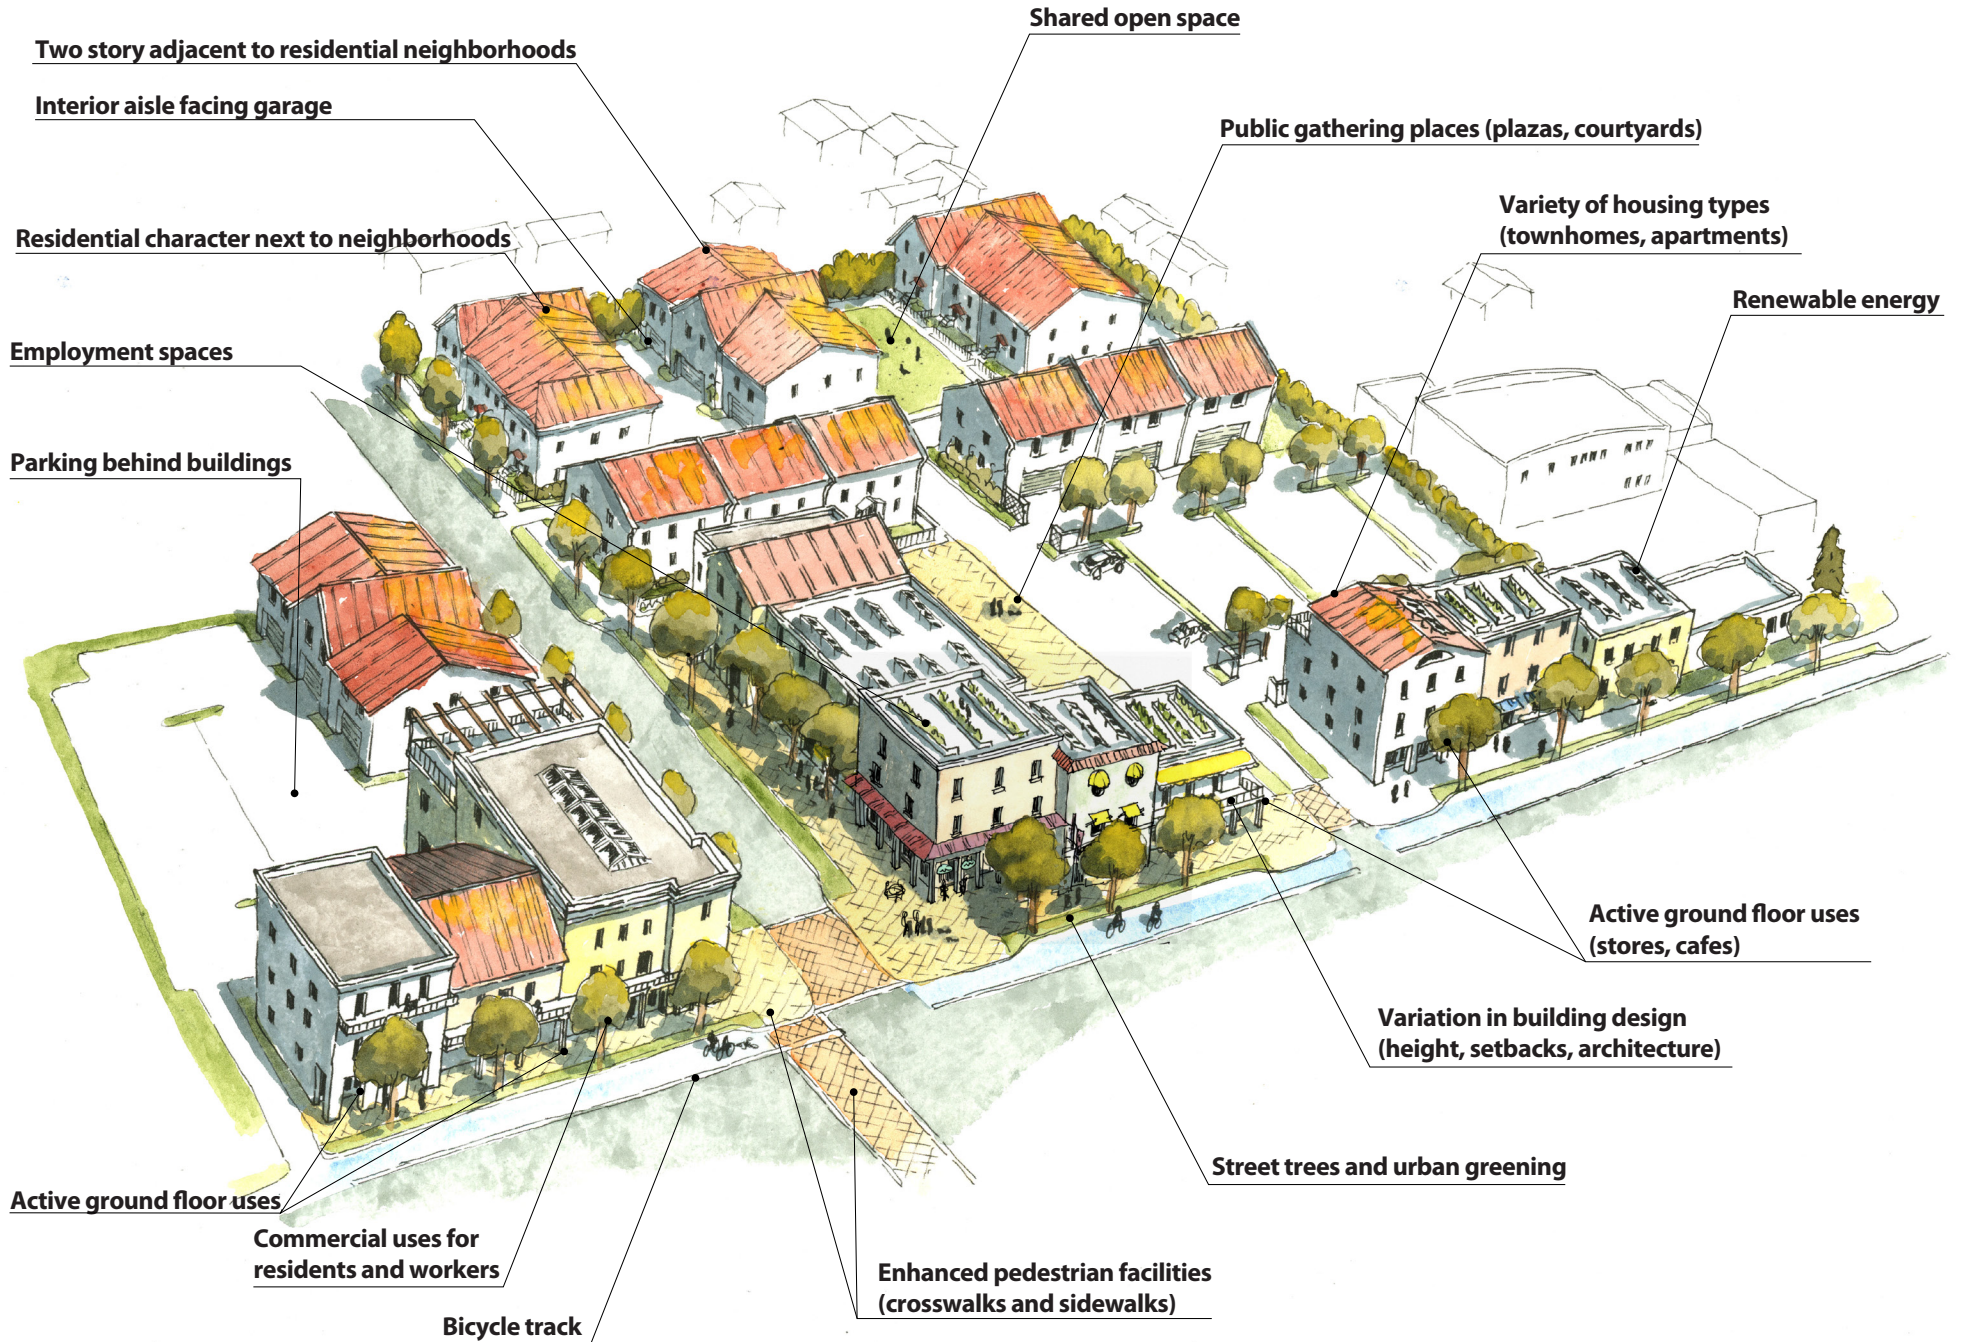 Shared open space
Two story adjacent to residential neighborhoods
Interior aisle facing garage
Public gathering places (plazas, courtyards)
Variety of housing types
(townhomes, apartments)
Residential character next to neighborhoods
Renewable energy
Employment spaces
Parking behind buildings
Active ground floor uses
(stores, cafes)
Variation in building design
(height, setbacks, architecture)
Street trees and urban greening
Active ground floor uses
Commercial uses for
residents and workers
Enhanced pedestrian facilities
(crosswalks and sidewalks)
Bicycle track